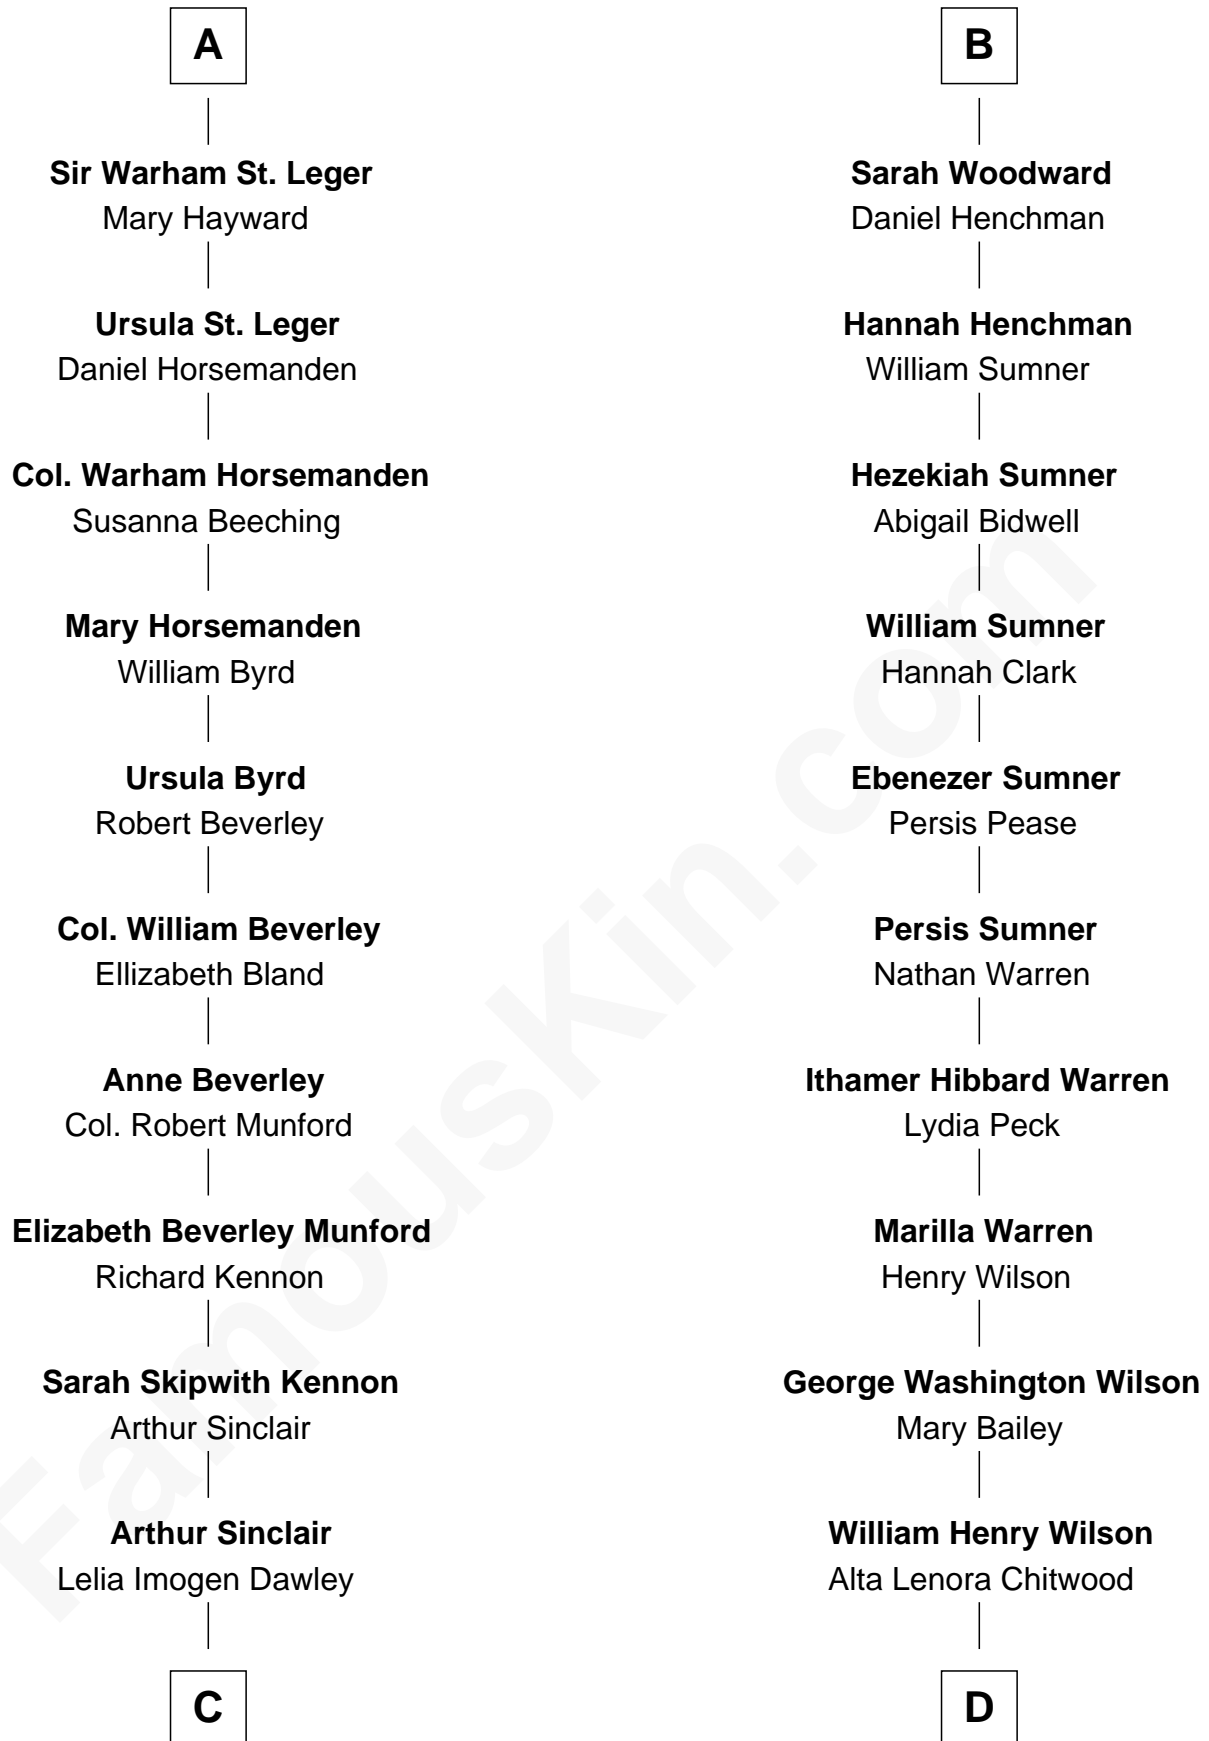 A
Sir Warham St. Leger
Mary Hayward
Ursula St. Leger
Daniel Horsemanden
Col. Warham Horsemanden
Susanna Beeching
Mary Horsemanden
William Byrd
Ursula Byrd
Robert Beverley
Col. William Beverley
Ellizabeth Bland
Anne Beverley
Col. Robert Munford
Elizabeth Beverley Munford
Richard Kennon
Sarah Skipwith Kennon
Arthur Sinclair
Arthur Sinclair
Lelia Imogen Dawley
C
B
Sarah Woodward
Daniel Henchman
Hannah Henchman
William Sumner
Hezekiah Sumner
Abigail Bidwell
William Sumner
Hannah Clark
Ebenezer Sumner
Persis Pease
Persis Sumner
Nathan Warren
Ithamer Hibbard Warren
Lydia Peck
Marilla Warren
Henry Wilson
George Washington Wilson
Mary Bailey
William Henry Wilson
Alta Lenora Chitwood
D
FamousKin.com